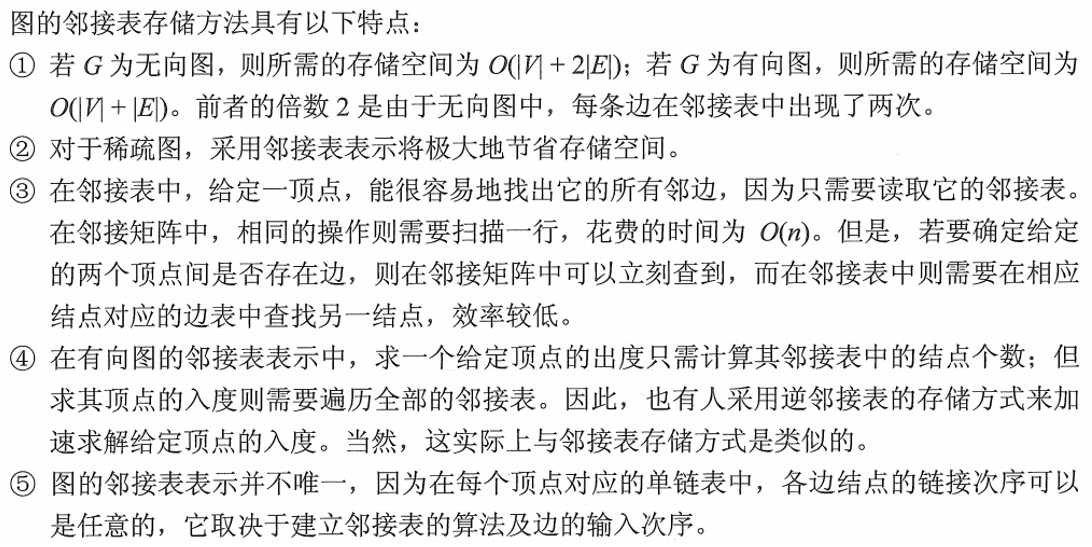 图的邻接表存储方法具有以下特点：
① 若 G 为无向图，则所需的存储空间为 O(|V| + 2|E|)；若 G 为有向图，则所需的存储空间为
O(|V| + |E|)。前者的倍数 2 是由于无向图中，每条边在邻接表中出现了两次。
② 对于稀疏图，采用邻接表表示将极大地节省存储空间。
③ 在邻接表中，给定一顶点，能很容易地找出它的所有邻边，因为只需要读取它的邻接表。
在邻接矩阵中，相同的操作则需要扫描一行，花费的时间为 O(n)。但是，若要确定给定
的两个顶点间是否存在边，则在邻接矩阵中可以立刻查到，而在邻接表中则需要在相应
结点对应的边表中查找另一结点，效率较低。
④ 在有向图的邻接表表示中，求一个给定顶点的出度只需计算其邻接表中的结点个数；但
求其顶点的入度则需要遍历全部的邻接表。因此，也有人采用逆邻接表的存储方式来加
速求解给定顶点的入度。当然，这实际上与邻接表存储方式是类似的。
⑤ 图的邻接表表示并不唯一，因为在每个顶点对应的单链表中，各边结点的链接次序可以
是任意的，它取决于建立邻接表的算法及边的输入次序。